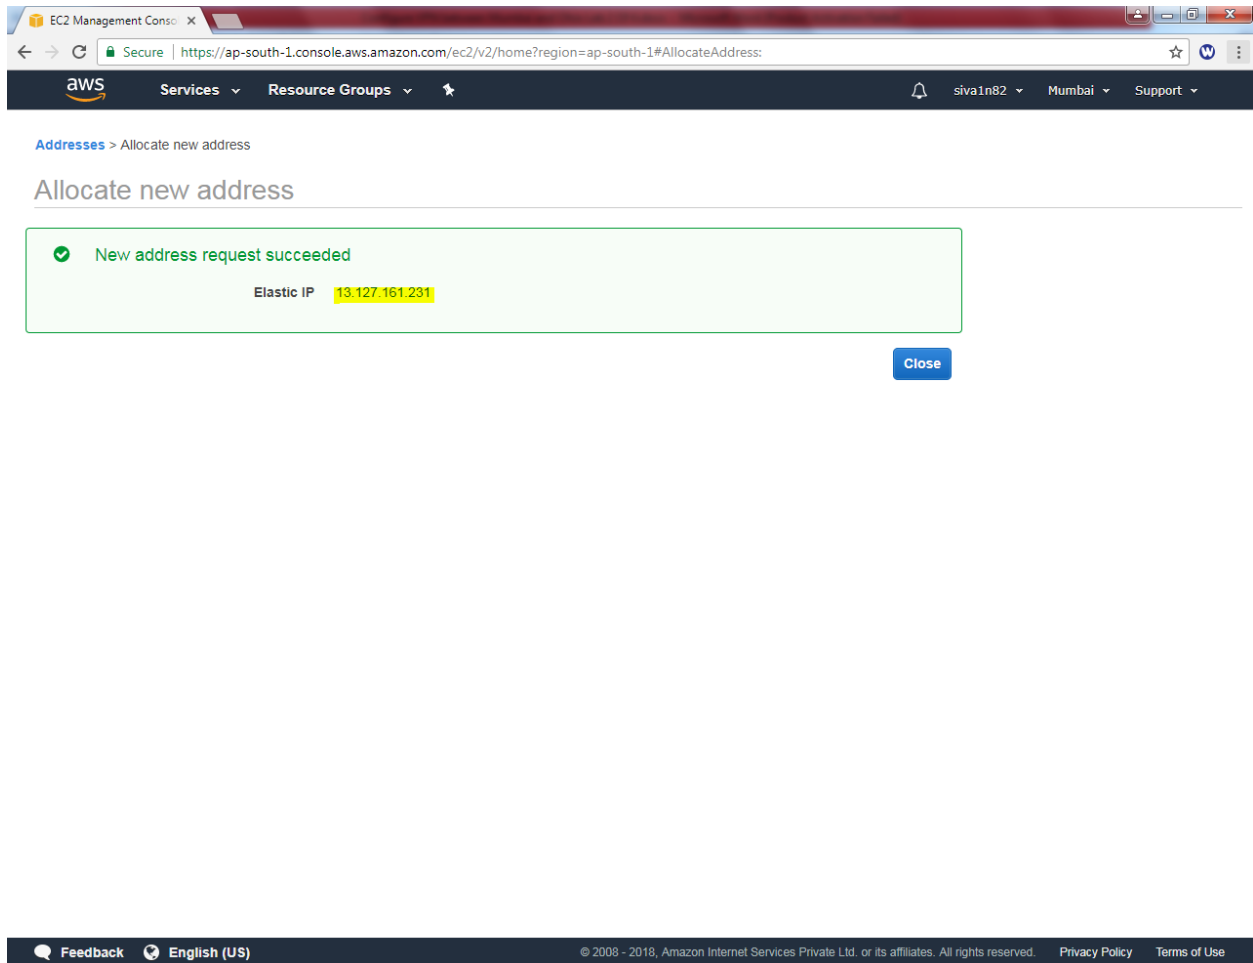 EC2 Management Conso
Secure | https://ap-south-1.console.aws.amazon.com/ec2/v2/home?region=ap-south-1#AllocateAddress:
aws Services Resource Groups siva1n82 Mumbai Support
Addresses > Allocate new address
Allocate new address
New address request succeeded
Elastic IP 13.127.161.231
Close
Feedback English (US) © 2008 - 2018, Amazon Internet Services Private Ltd. or its affiliates. All rights reserved. Privacy Policy Terms of Use